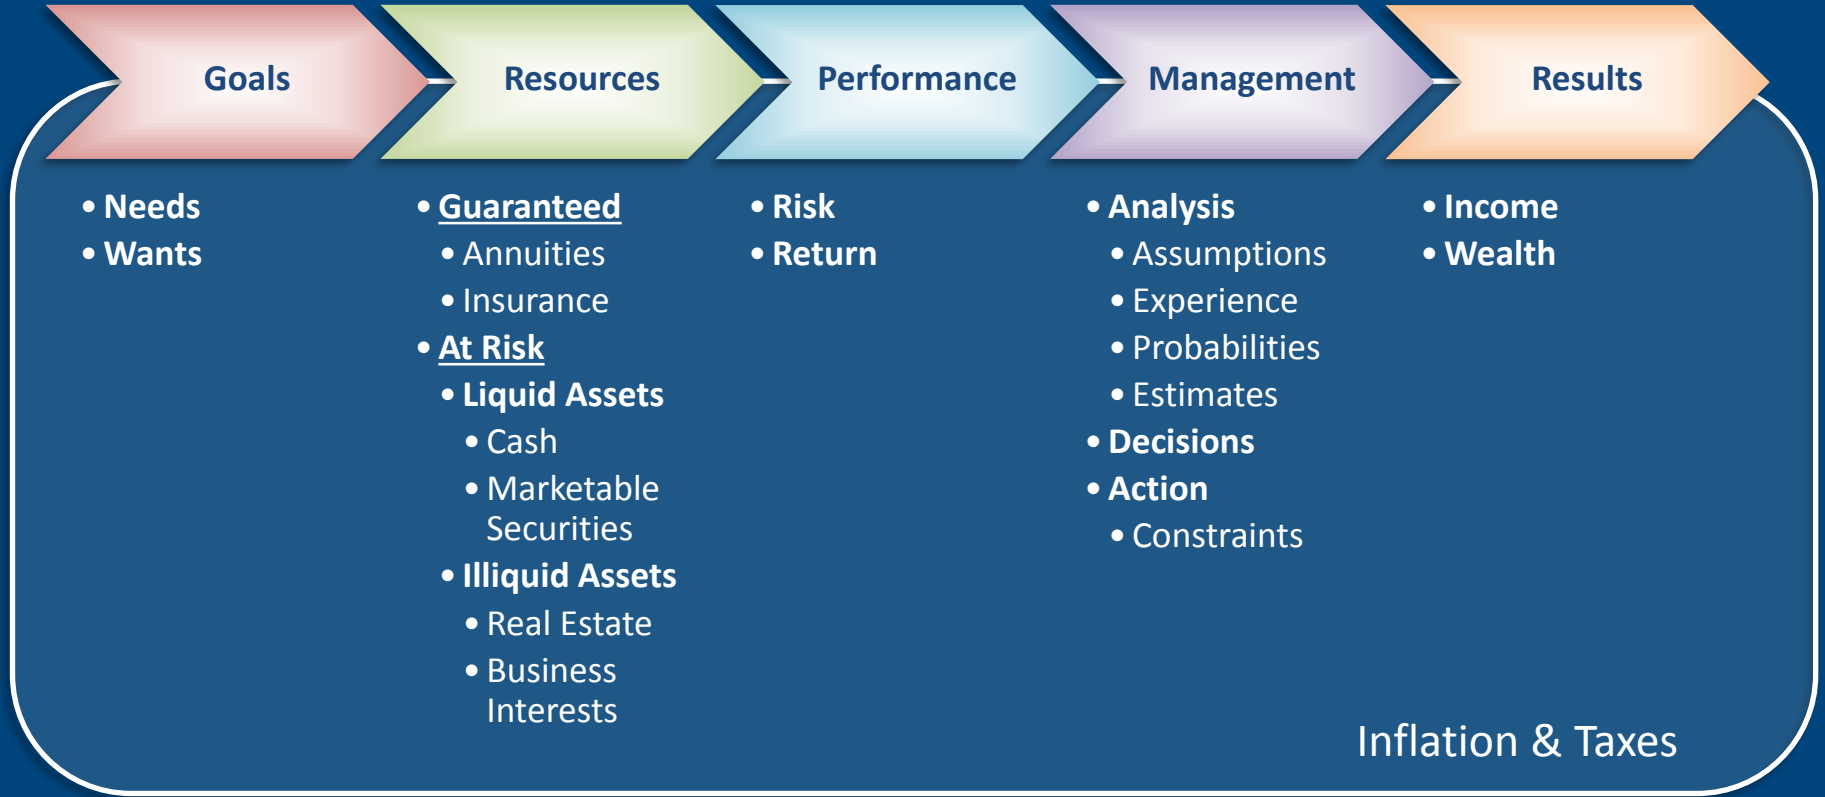 Goals
Resources
Performance
Management
Results
• Needs
• Wants
• Guaranteed
• Annuities
• Insurance
• At Risk
• Liquid Assets
• Cash
• Marketable
Securities
• Illiquid Assets
• Real Estate
• Business
Interests
• Risk
• Return
• Analysis
• Assumptions
• Experience
• Probabilities
• Estimates
• Decisions
• Action
• Constraints
• Income
• Wealth
Inflation & Taxes